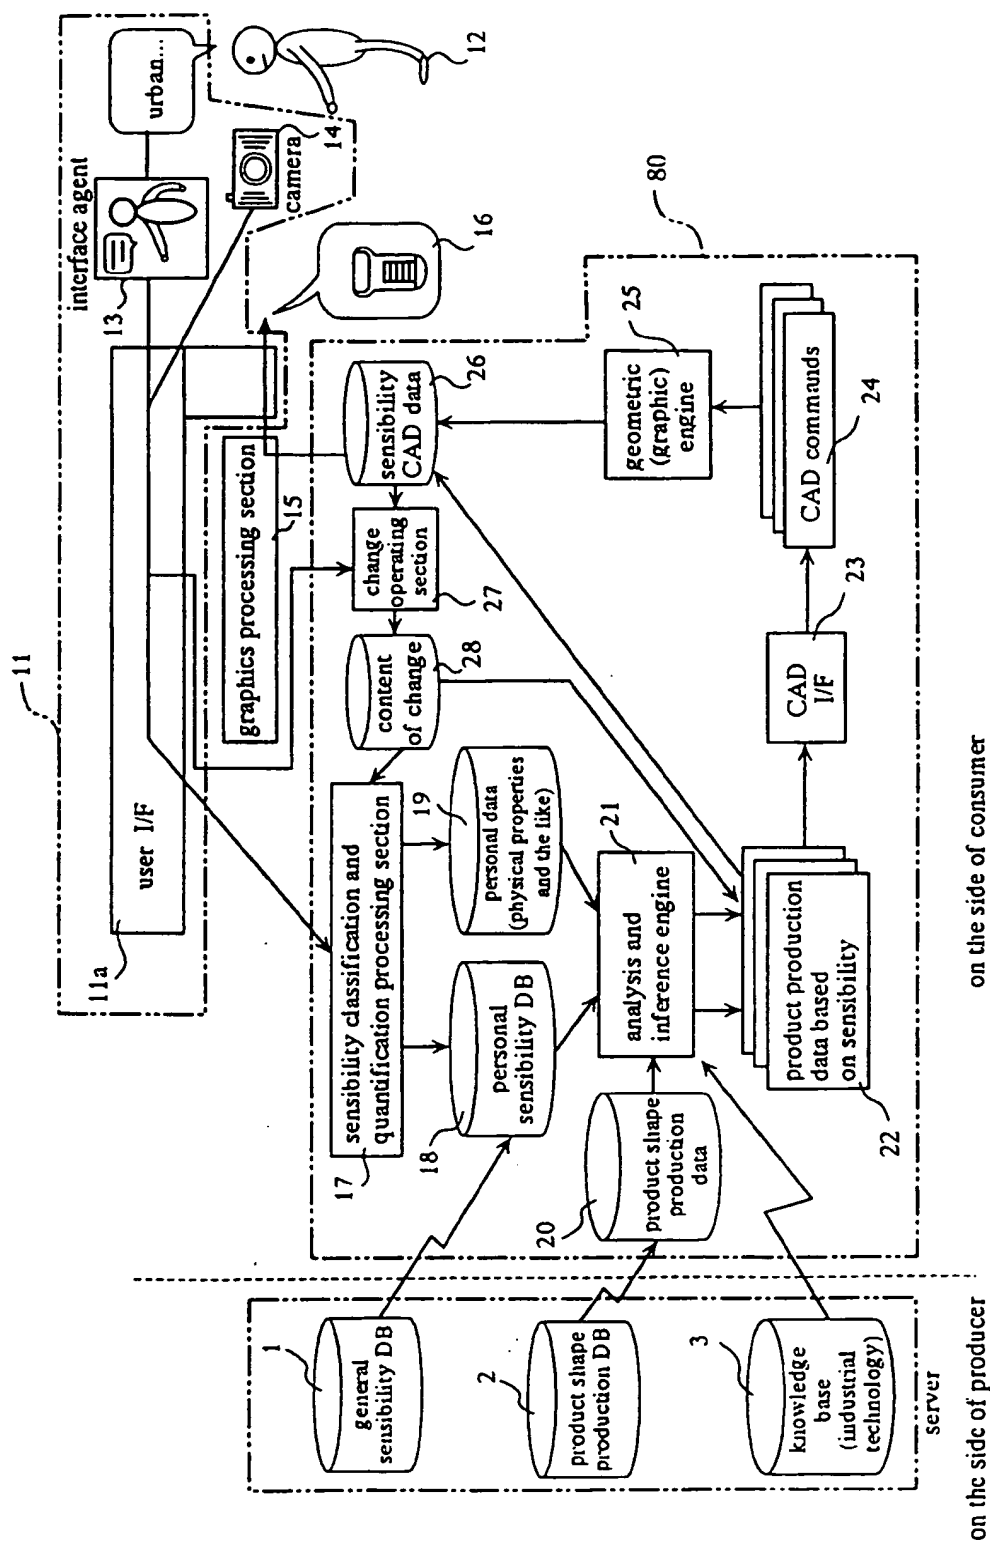 11
11a
user I/F
interface agent
13
urban...
12
14
camera
16
graphics processing section
15
80
17
sensibility classification and
quantification processing section
content
of change
28
change
operating
section
27
sensibility
CAD data
26
18
personal
sensibility DB
19
personal data
(physical properties
and the like)
20
product shape
production
data
21
analysis and
inference engine
geometric
(graphic)
engine
25
22
product production
data based
on sensibility
CAD
I/F
23
CAD commands
24
1
general
sensibility DB
2
product shape
production DB
3
knowledge
base
(industrial
technology)
server
on the side of producer
on the side of consumer